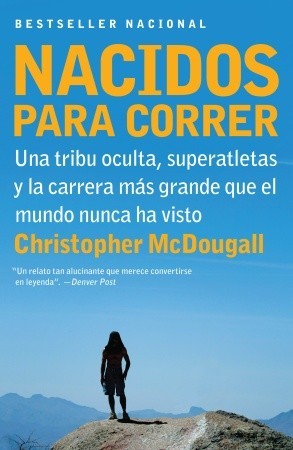 BESTSELLER NACIONAL
NACIDOS
PARA CORRER
Una tribu oculta, superatletas
y la carrera más grande que el
mundo nunca ha visto
Christopher McDougall
“Un relato tan alucinante que merece convertirse
en leyenda”. —Denver Post